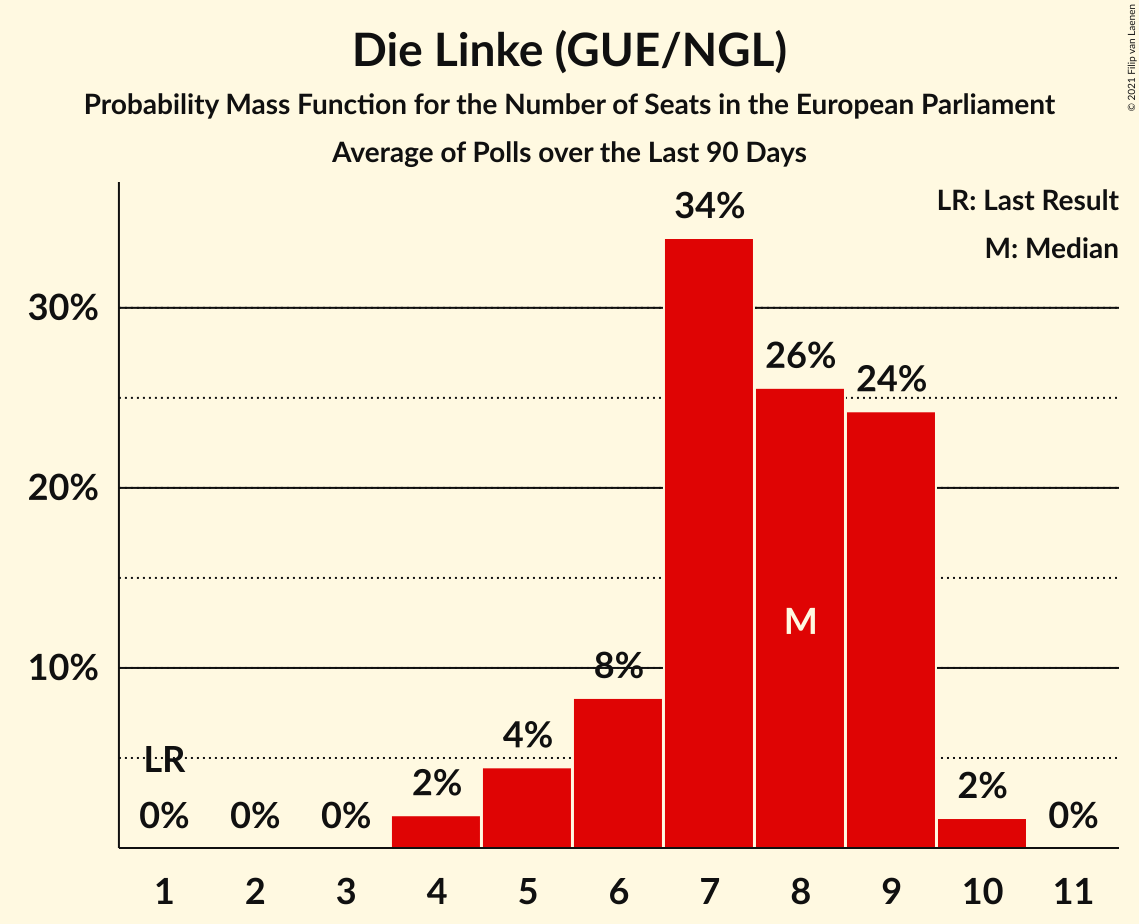 Die Linke (GUE/NGL)
Probability Mass Function for the Number of Seats in the European Parliament
Average of Polls over the Last 90 Days
© 2021 Filip van Laenen
LR: Last Result
M: Median
34%
30%
26%
24%
20%
M
10%
8%
4%
LR
2%
2%
0%
0%
0%
0%
1 2 3 4 5 6 7 8 9 10 11